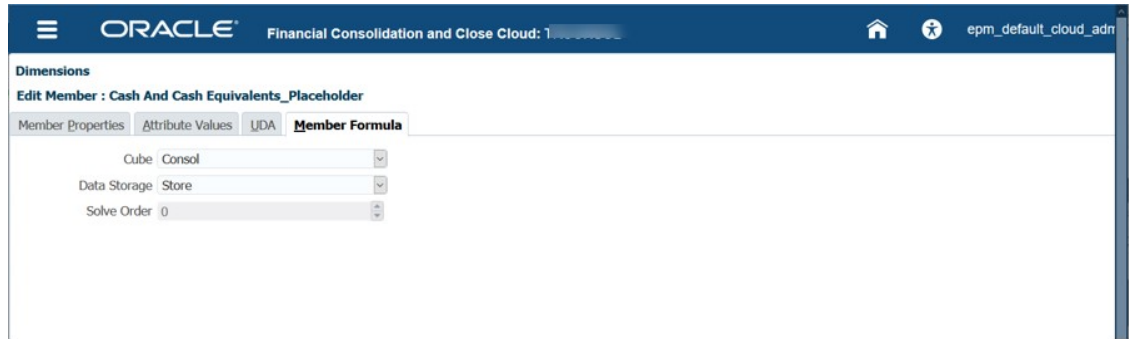 ORACLE Financial Consolidation and Close Cloud: epm_default_cloud_adm
Dimensions
Edit Member : Cash And Cash Equivalents_Placeholder
Member Properties Attribute Values UDA Member Formula
Cube Consol
Data Storage Store
Solve Order 0